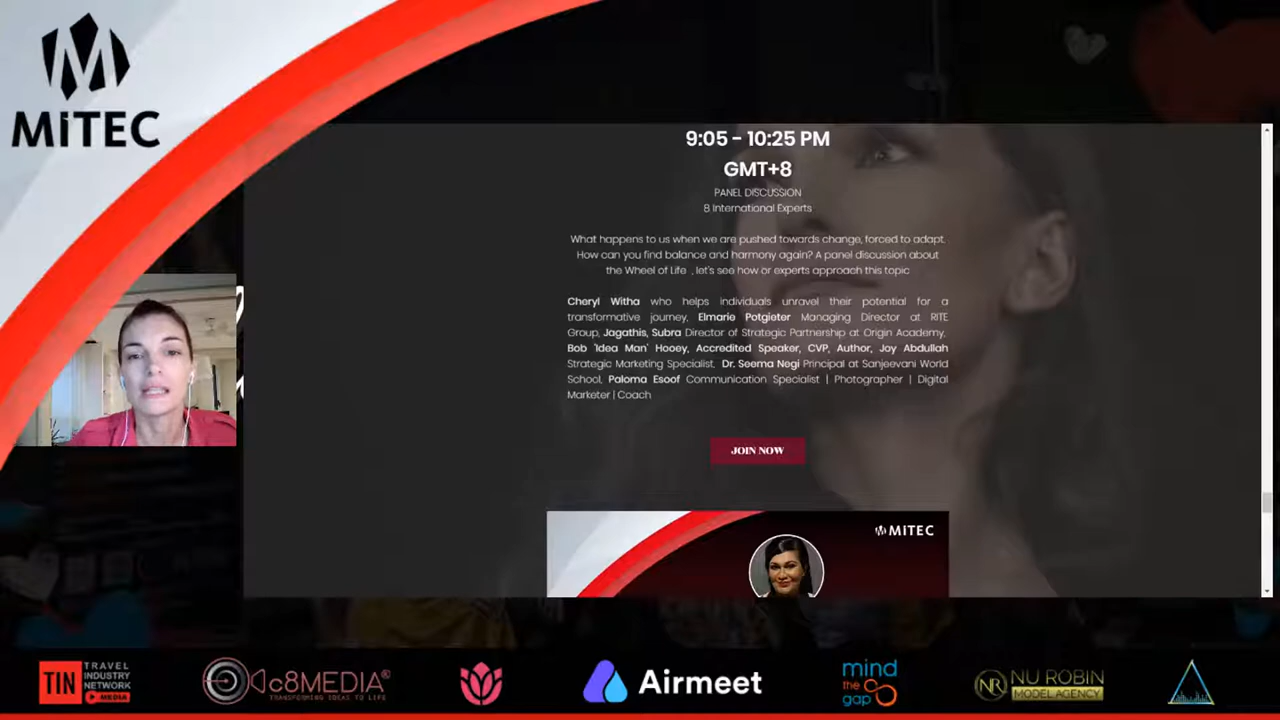 MiTEC
9:05 - 10:25 PM
GMT+8
PANEL DISCUSSION
8 International Experts
What happens to us when we are pushed towards change, forced to adapt.
How can you find balance and harmony again? A panel discussion about
the Wheel of Life , let's see how or experts approach this topic
Cheryl Witha who helps individuals unravel their potential for a
transformative journey, Elmarie Potgieter Managing Director at RITE
Group, Jagathis, Subra Director of Strategic Partnership at Origin Academy,
Bob 'Idea Man' Hooey, Accredited Speaker, CVP, Author, Joy Abdullah
Strategic Marketing Specialist, Dr. Seema Negi Principal at Sanjeevani World
School, Paloma Esoof Communication Specialist | Photographer | Digital
Marketer | Coach
JOIN NOW
MiTEC
TIN TRAVEL
INDUSTRY
NETWORK
MEDIA
c8MEDIA®
TRANSFORMING IDEAS TO LIFE
Airmeet
mind
the
gap
NR NU ROBIN
MODEL AGENCY